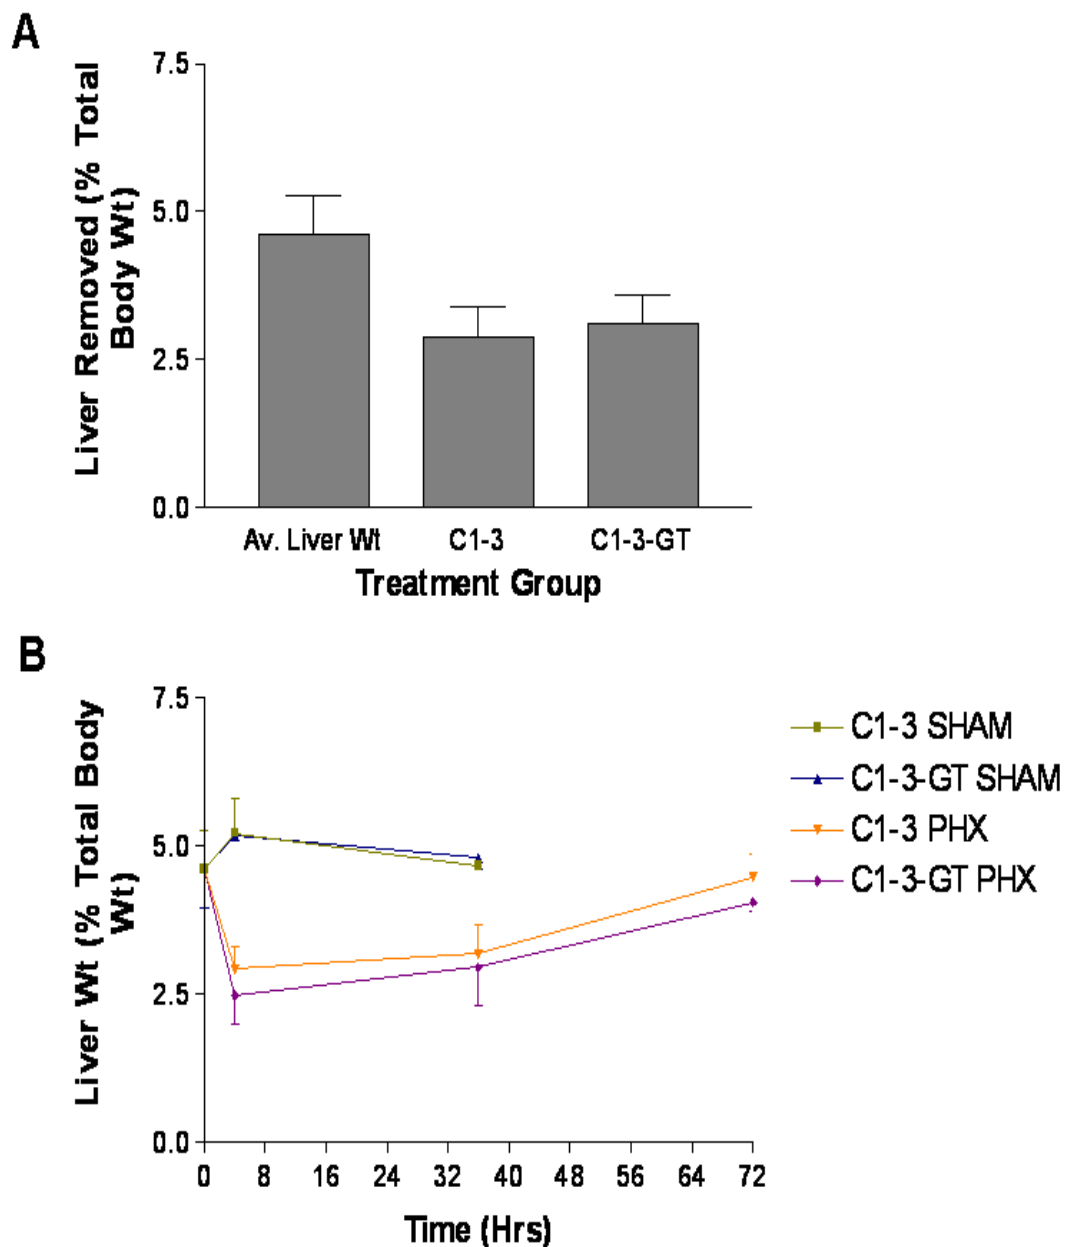 A
Liver Removed (% Total
Body Wt)
7.5
5.0
2.5
0.0
Av. Liver Wt
C1-3
C1-3-GT
Treatment Group
B
Liver Wt (% Total Body
Wt)
7.5
5.0
2.5
0.0
0 8 16 24 32 40 48 56 64 72
Time (Hrs)
C1-3 SHAM
C1-3-GT SHAM
C1-3 PHX
C1-3-GT PHX